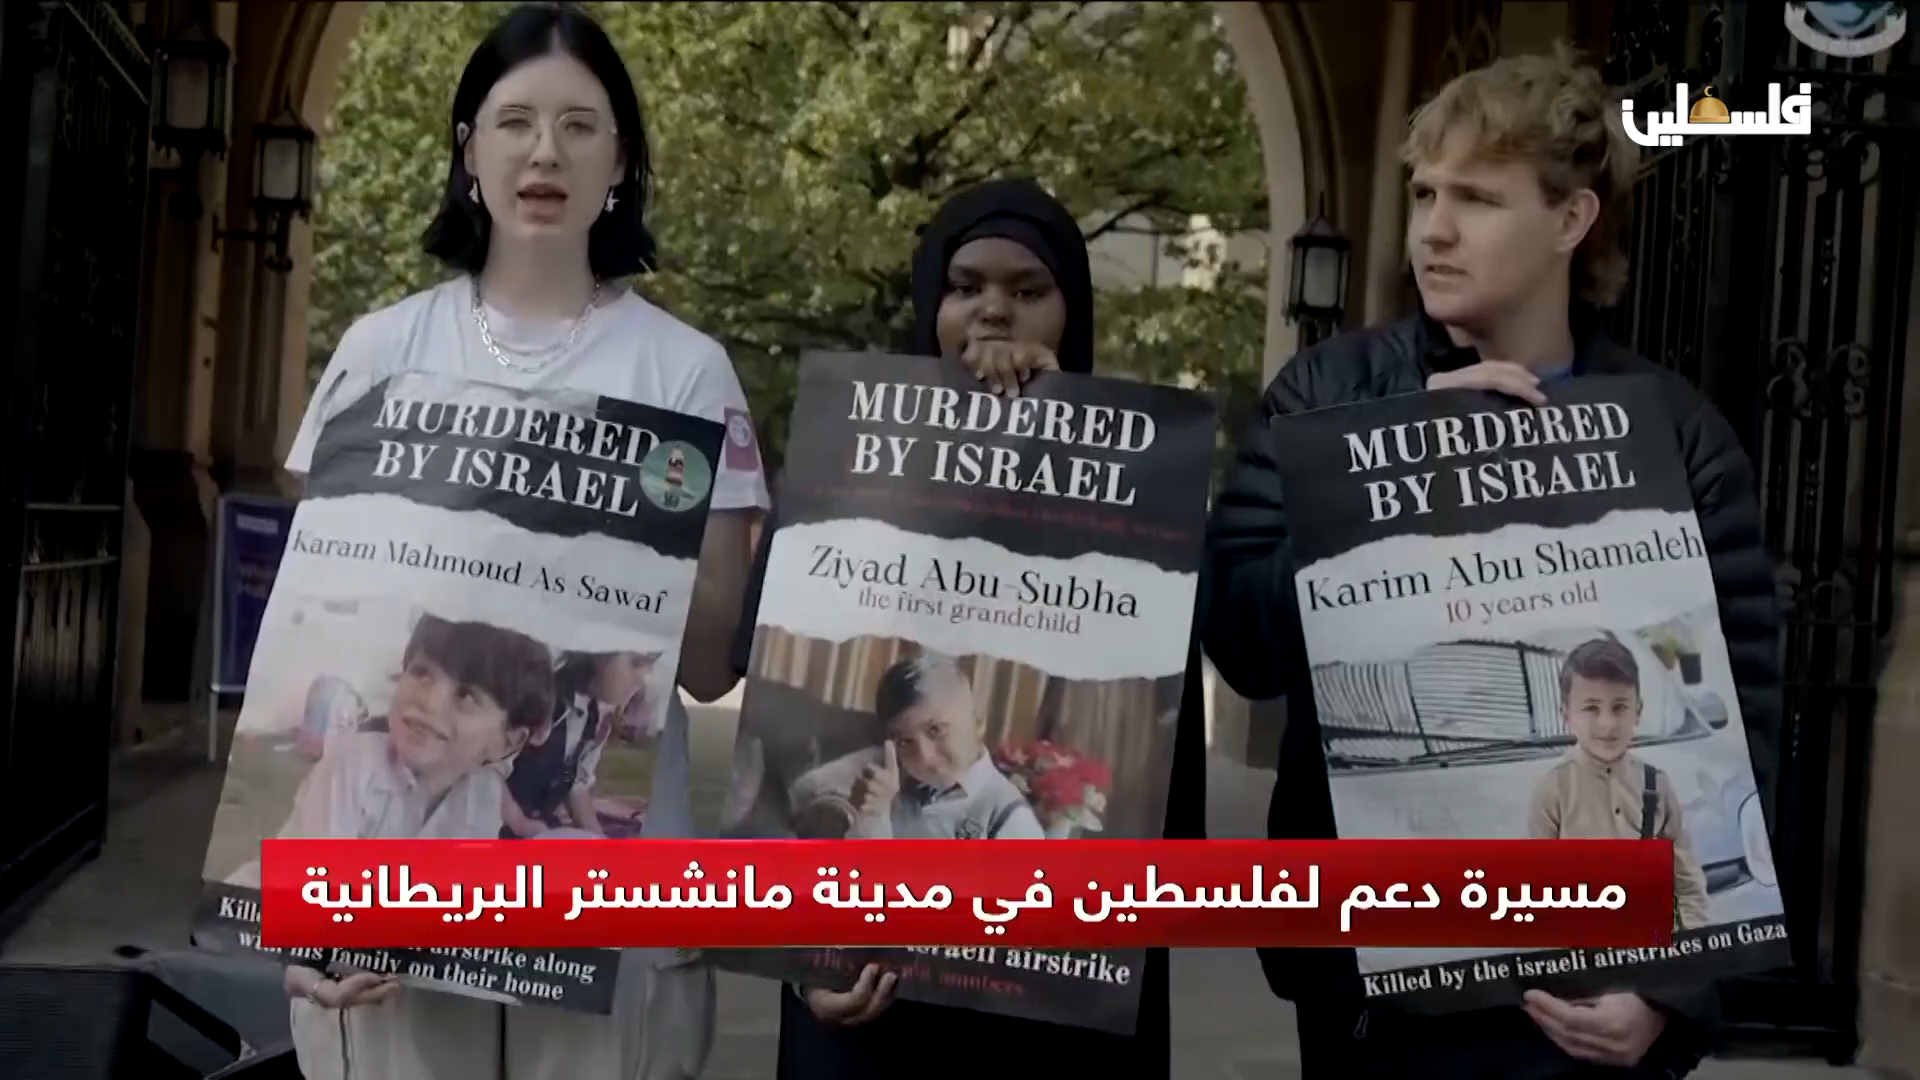 فلسطين
MURDERED
BY ISRAEL
Karam Mahmoud As Sawaf
airstrike along
his family on their home
MURDERED
BY ISRAEL
Ziyad Abu-Subha
the first grandchild
israeli airstrike
MURDERED
BY ISRAEL
Karim Abu Shamaleh
10 years old
Killed by the israeli airstrikes on Gaza
مسيرة دعم لفلسطين في مدينة مانشستر البريطانية